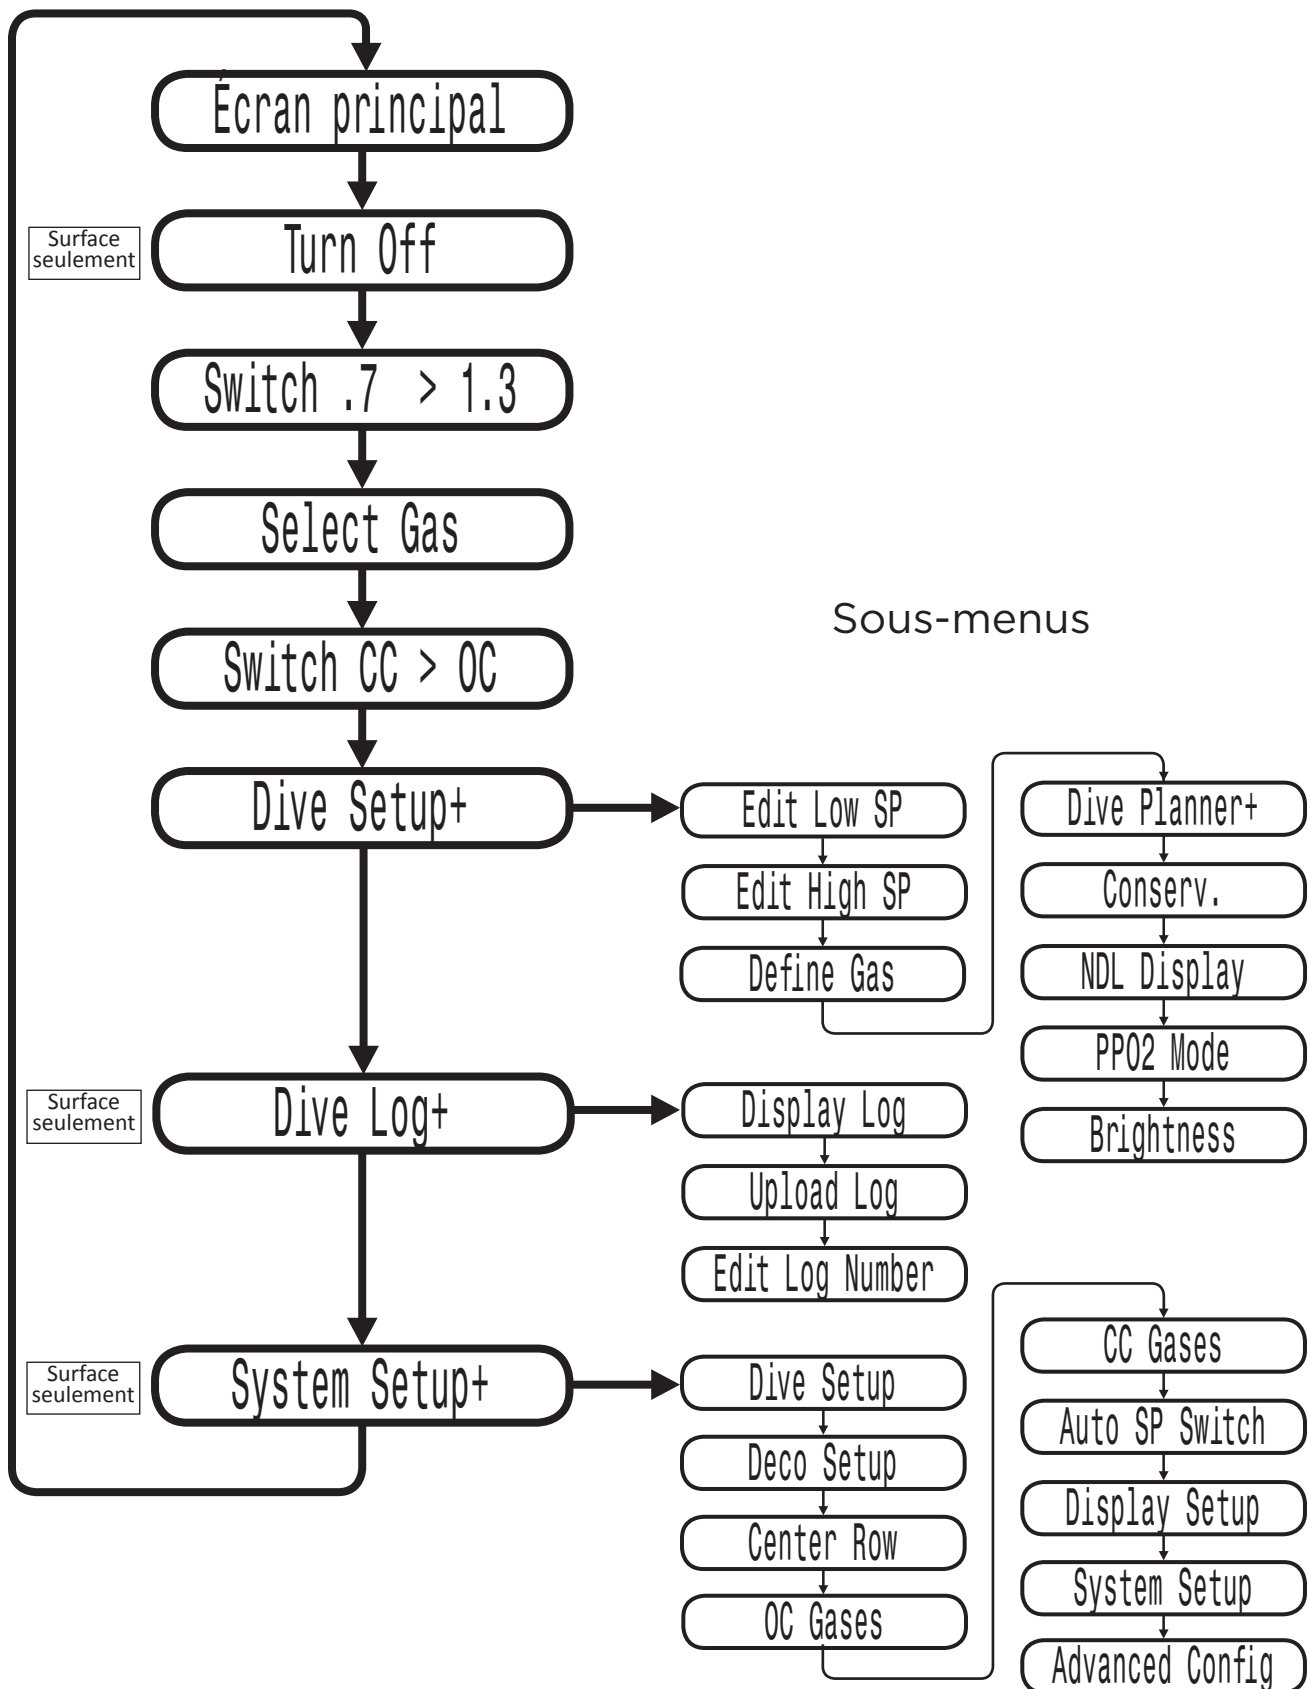 Écran principal
Surface
seulement
Turn Off
Switch .7 > 1.3
Select Gas
Switch CC > OC
Sous-menus
Dive Setup+
Edit Low SP
Edit High SP
Define Gas
Dive Planner+
Conserv.
NDL Display
PPO2 Mode
Brightness
Surface
seulement
Dive Log+
Display Log
Upload Log
Edit Log Number
Surface
seulement
System Setup+
Dive Setup
Deco Setup
Center Row
OC Gases
CC Gases
Auto SP Switch
Display Setup
System Setup
Advanced Config